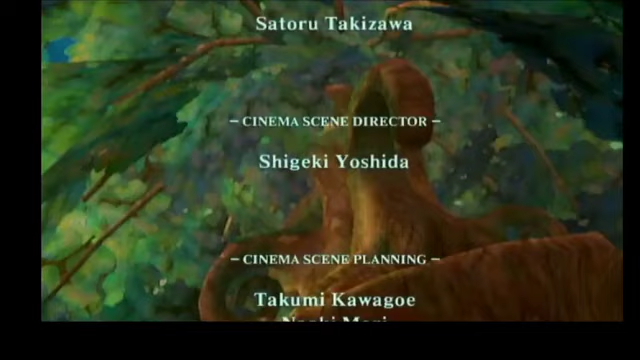 Satoru Takizawa
– CINEMA SCENE DIRECTOR –
Shigeki Yoshida
– CINEMA SCENE PLANNING –
Takumi Kawagoe